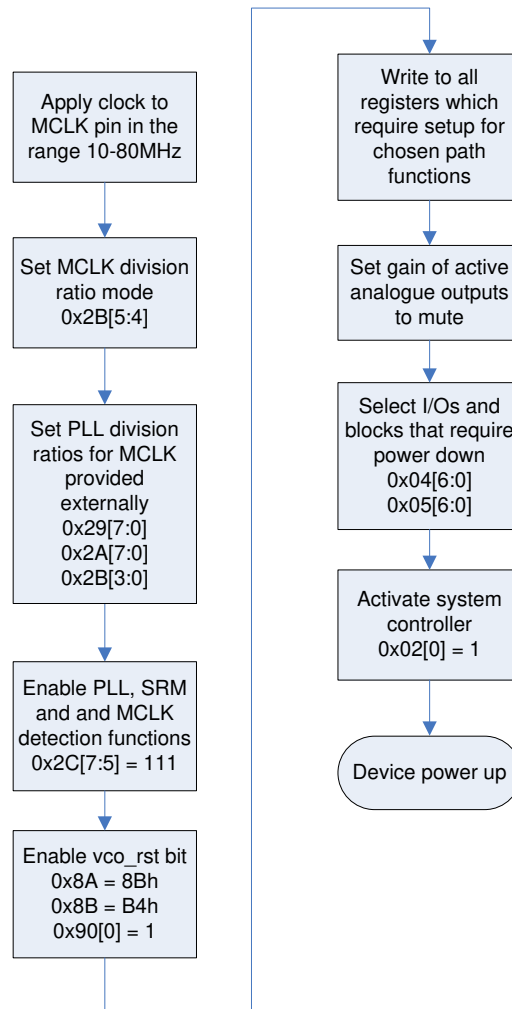 Apply clock to
MCLK pin in the
range 10-80MHz
Set MCLK division
ratio mode
0x2B[5:4]
Set PLL division
ratios for MCLK
provided
externally
0x29[7:0]
0x2A[7:0]
0x2B[3:0]
Enable PLL, SRM
and and MCLK
detection functions
0x2C[7:5] = 111
Enable vco_rst bit
0x8A = 8Bh
0x8B = B4h
0x90[0] = 1
Write to all
registers which
require setup for
chosen path
functions
Set gain of active
analogue outputs
to mute
Select I/Os and
blocks that require
power down
0x04[6:0]
0x05[6:0]
Activate system
controller
0x02[0] = 1
Device power up